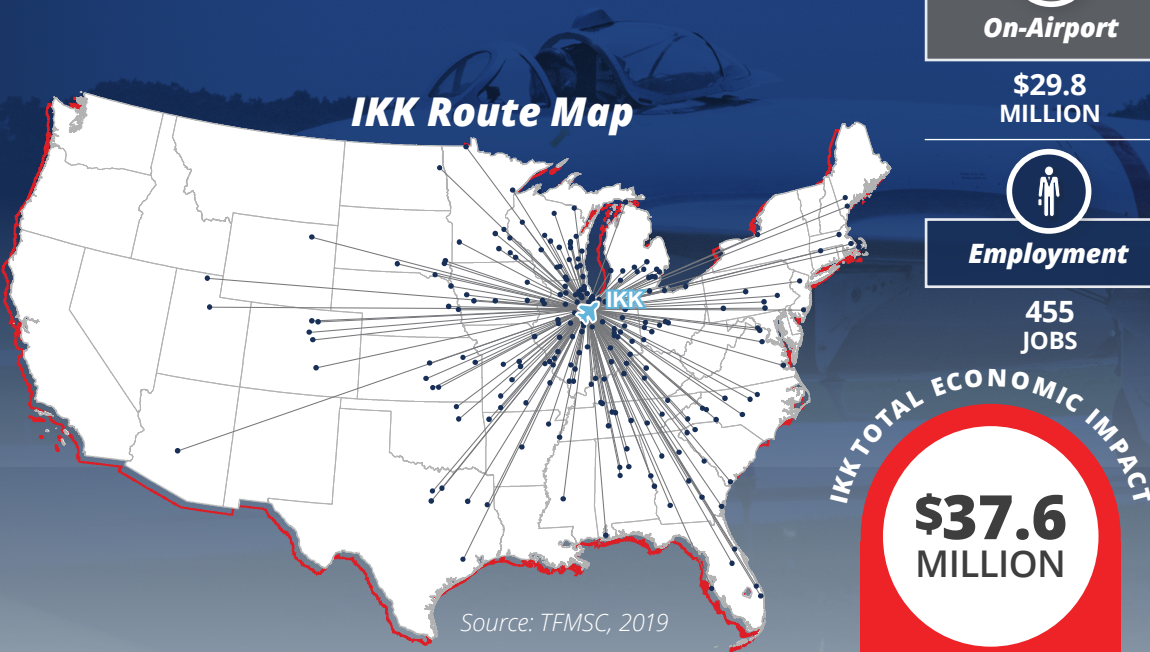 On-Airport
$29.8
MILLION
IKK Route Map
Employment
IKK
455
JOBS
IKK TOTAL ECONOMIC IMPACT
$37.6
MILLION
Source: TFMSC, 2019